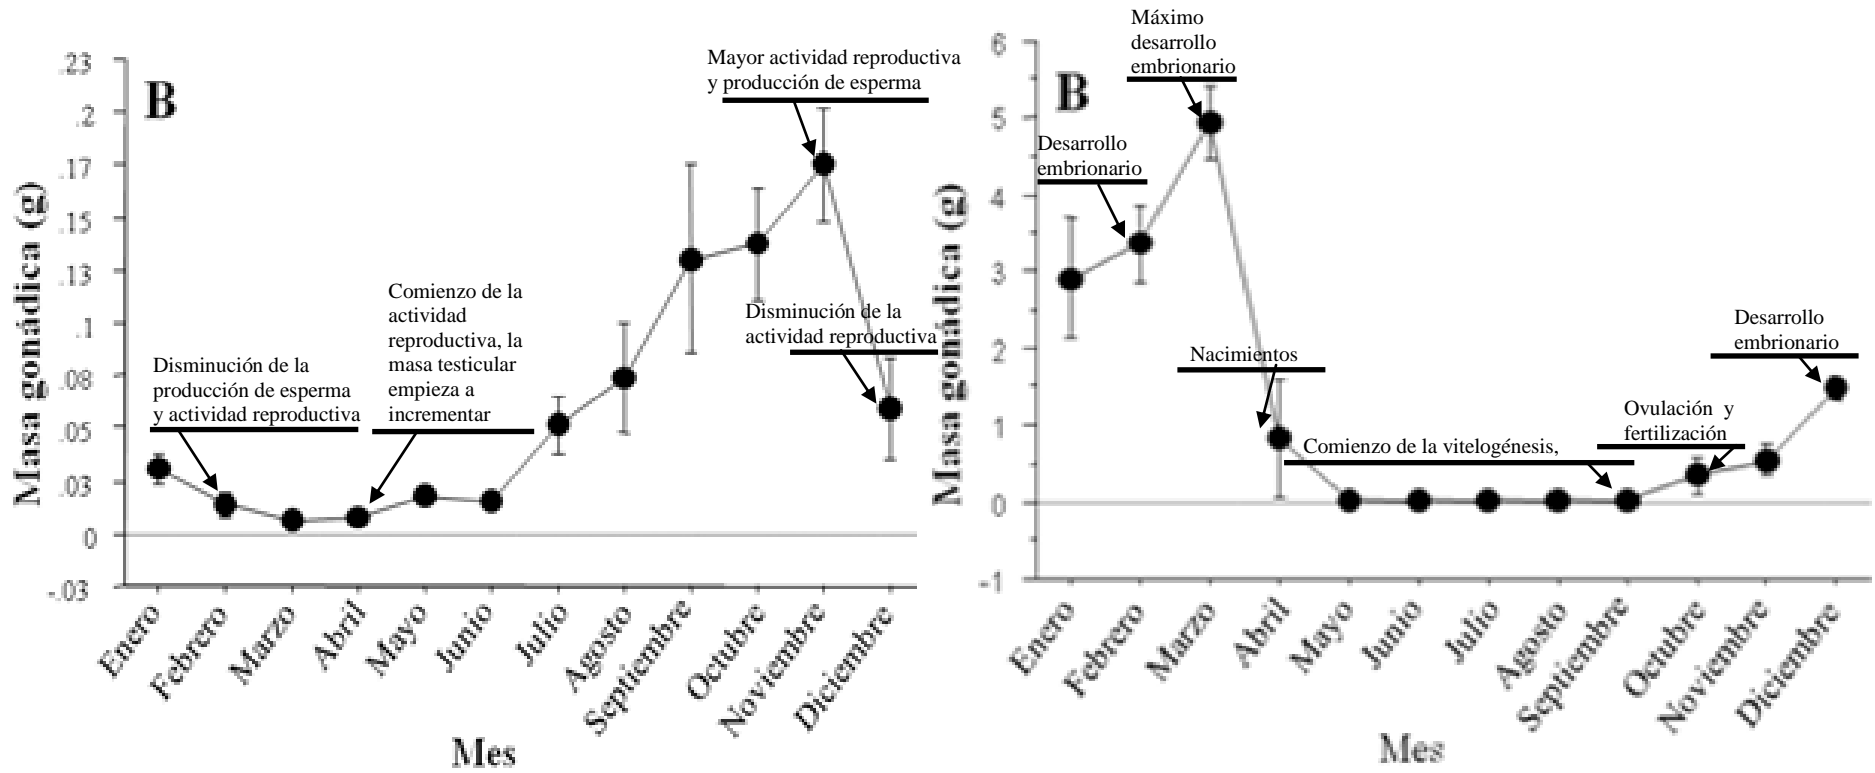 B
Masa gonádica (g)
.23
.2
.17
.15
.13
.1
.08
.05
.03
0
-.03
Disminución de la
producción de esperma
y actividad reproductiva
Comienzo de la
actividad
reproductiva, la
masa testicular
empieza a
incrementar
Mayor actividad reproductiva
y producción de esperma
Disminución de la
actividad reproductiva
Enero
Febrero
Marzo
Abril
Mayo
Junio
Julio
Agosto
Septiembre
Octubre
Noviembre
Diciembre
Mes
B
Masa gonádica (g)
6
5
4
3
2
1
0
-1
Desarrollo
embrionario
Máximo
desarrollo
embrionario
Nacimientos
Comienzo de la vitelogénesis,
Ovulación y
fertilización
Desarrollo
embrionario
Enero
Febrero
Marzo
Abril
Mayo
Junio
Julio
Agosto
Septiembre
Octubre
Noviembre
Diciembre
Mes